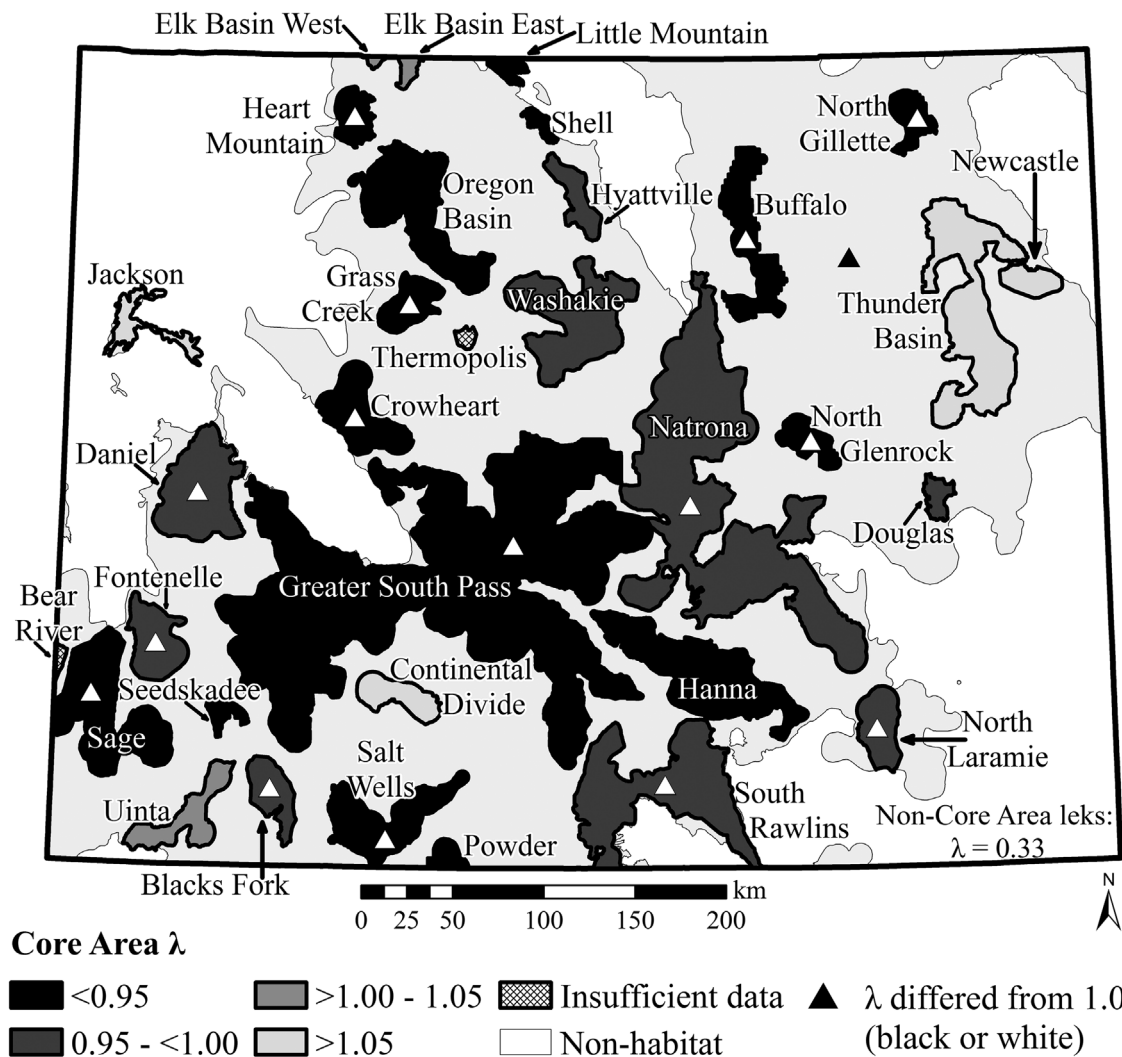 Elk Basin West
Elk Basin East
Little Mountain
Heart
Mountain
Shell
North
Gillette
Newcastle
Oregon
Basin
Hyattville
Buffalo
Jackson
Grass
Creek
Washakie
Thunder
Basin
Thermopolis
Crowheart
Natrona
North
Glenrock
Daniel
Douglas
Fontenelle
Greater South Pass
Bear
River
Continental
Divide
Seedskadee
Hanna
Sage
North
Laramie
Salt
Wells
Uinta
South
Rawlins
Non-Core Area leks:
λ = 0.33
Powder
Blacks Fork
km
0 25 50 100 150 200
N
Core Area λ
<0.95
>1.00 - 1.05
Insufficient data
λ differed from 1.0
(black or white)
0.95 - <1.00
>1.05
Non-habitat